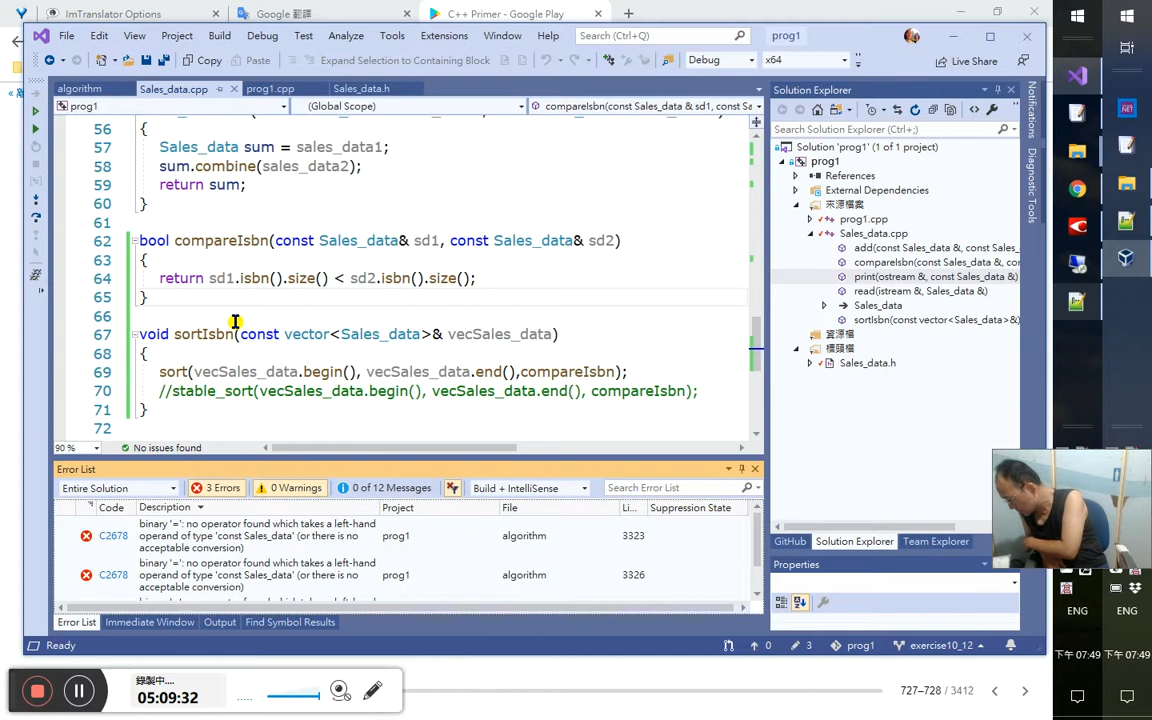 ImTranslator Options
Google 翻譯
C++ Primer - Google Play
File Edit View Project Build Debug Test Analyze Tools Extensions Window Help
Search (Ctrl+Q)
prog1
Copy
Paste
Expand Selection to Containing Block
Debug
x64
Live Share
algorithm
Sales_data.cpp
prog1.cpp
Sales_data.h
prog1
(Global Scope)
compareIsbn(const Sales_data & sd1, const Sa
56 {
57 Sales_data sum = sales_data1;
58 sum.combine(sales_data2);
59 return sum;
60 }
61
62 bool compareIsbn(const Sales_data& sd1, const Sales_data& sd2)
63 {
64 return sd1.isbn().size() < sd2.isbn().size();
65 }
66
67 void sortIsbn(const vector<Sales_data>& vecSales_data)
68 {
69 sort(vecSales_data.begin(), vecSales_data.end(),compareIsbn);
70 //stable_sort(vecSales_data.begin(), vecSales_data.end(), compareIsbn);
71 }
72
90 %
No issues found
Solution Explorer
Search Solution Explorer (Ctrl+;)
Solution 'prog1' (1 of 1 project)
prog1
References
External Dependencies
來源檔案
prog1.cpp
Sales_data.cpp
add(const Sales_data &, const Sales_
compareIsbn(const Sales_data &, co
print(ostream &, const Sales_data &)
read(istream &, Sales_data &)
Sales_data
sortIsbn(const vector<Sales_data>&)
資源檔
標頭檔
Sales_data.h
Notifications
Diagnostic Tools
GitHub Solution Explorer Team Explorer
Properties
Error List
Entire Solution
3 Errors
0 Warnings
0 of 12 Messages
Build + IntelliSense
Search Error List
Code Description Project File Li... Suppression State
C2678
binary '=': no operator found which takes a left-hand
operand of type 'const Sales_data' (or there is no
acceptable conversion)
prog1 algorithm 3323
C2678
binary '=': no operator found which takes a left-hand
operand of type 'const Sales_data' (or there is no
acceptable conversion)
prog1 algorithm 3326
Error List Immediate Window Output Find Symbol Results
Ready
0
3
prog1
exercise10_12
錄製中....
05:09:32
727–728 / 3412
ENG
ENG
下午 07:49
下午 07:49